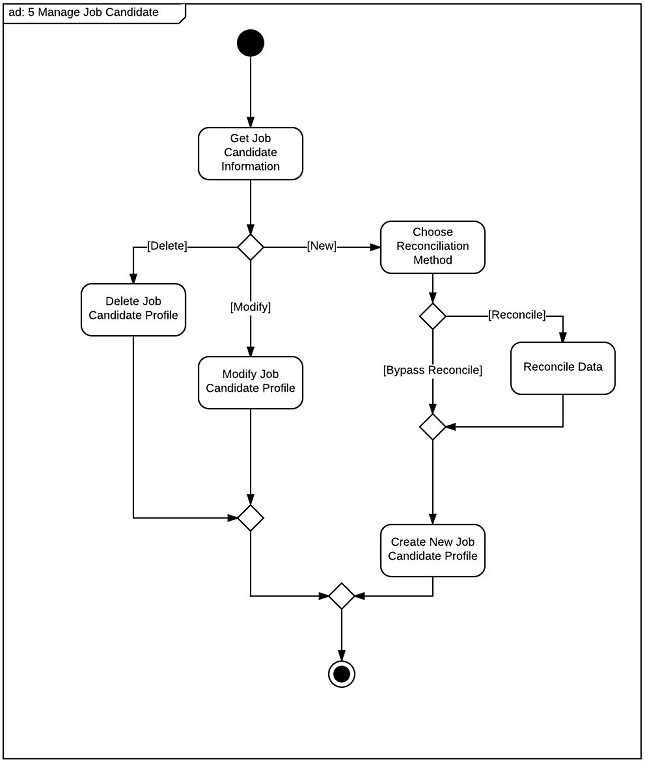 ad: 5 Manage Job Candidate
Get Job
Candidate
Information
[Delete]
[New]
Choose
Reconciliation
Method
Delete Job
Candidate Profile
[Modify]
[Reconcile]
Modify Job
Candidate Profile
[Bypass Reconcile]
Reconcile Data
Create New Job
Candidate Profile